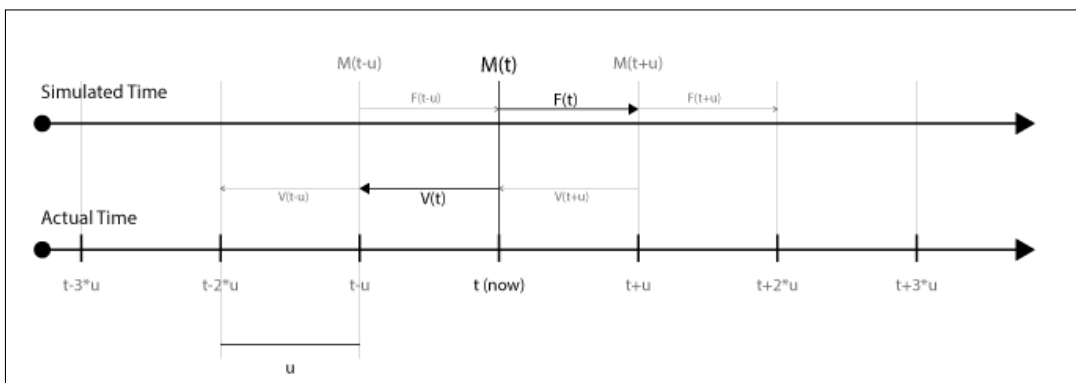 M(t-u) M(t) M(t+u)
Simulated Time
F(t-u) F(t) F(t+u)
V(t-u) V(t) V(t+u)
Actual Time
t-3*u t-2*u t-u t (now) t+u t+2*u t+3*u
u